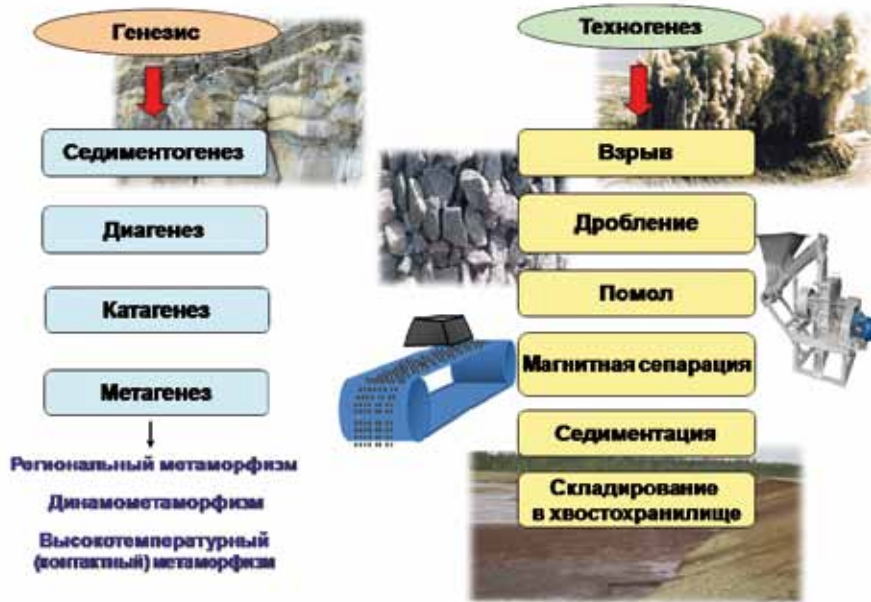 Генезис
Седиментогенез
Диагенез
Катагенез
Метагенез
Региональный метаморфизм
Динамометаморфизм
Высокотемпературный
(контактный) метаморфизм
Техногенез
Взрыв
Дробление
Помол
Магнитная сепарация
Седиментация
Складирование
в хвостохранилище